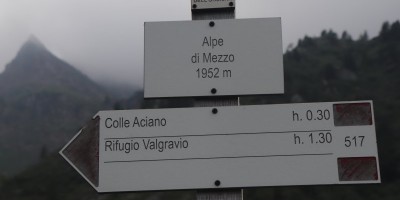 Alpe
di Mezzo
1952 m
Colle Aciano h. 0.30
Rifugio Valgravio h. 1.30
517